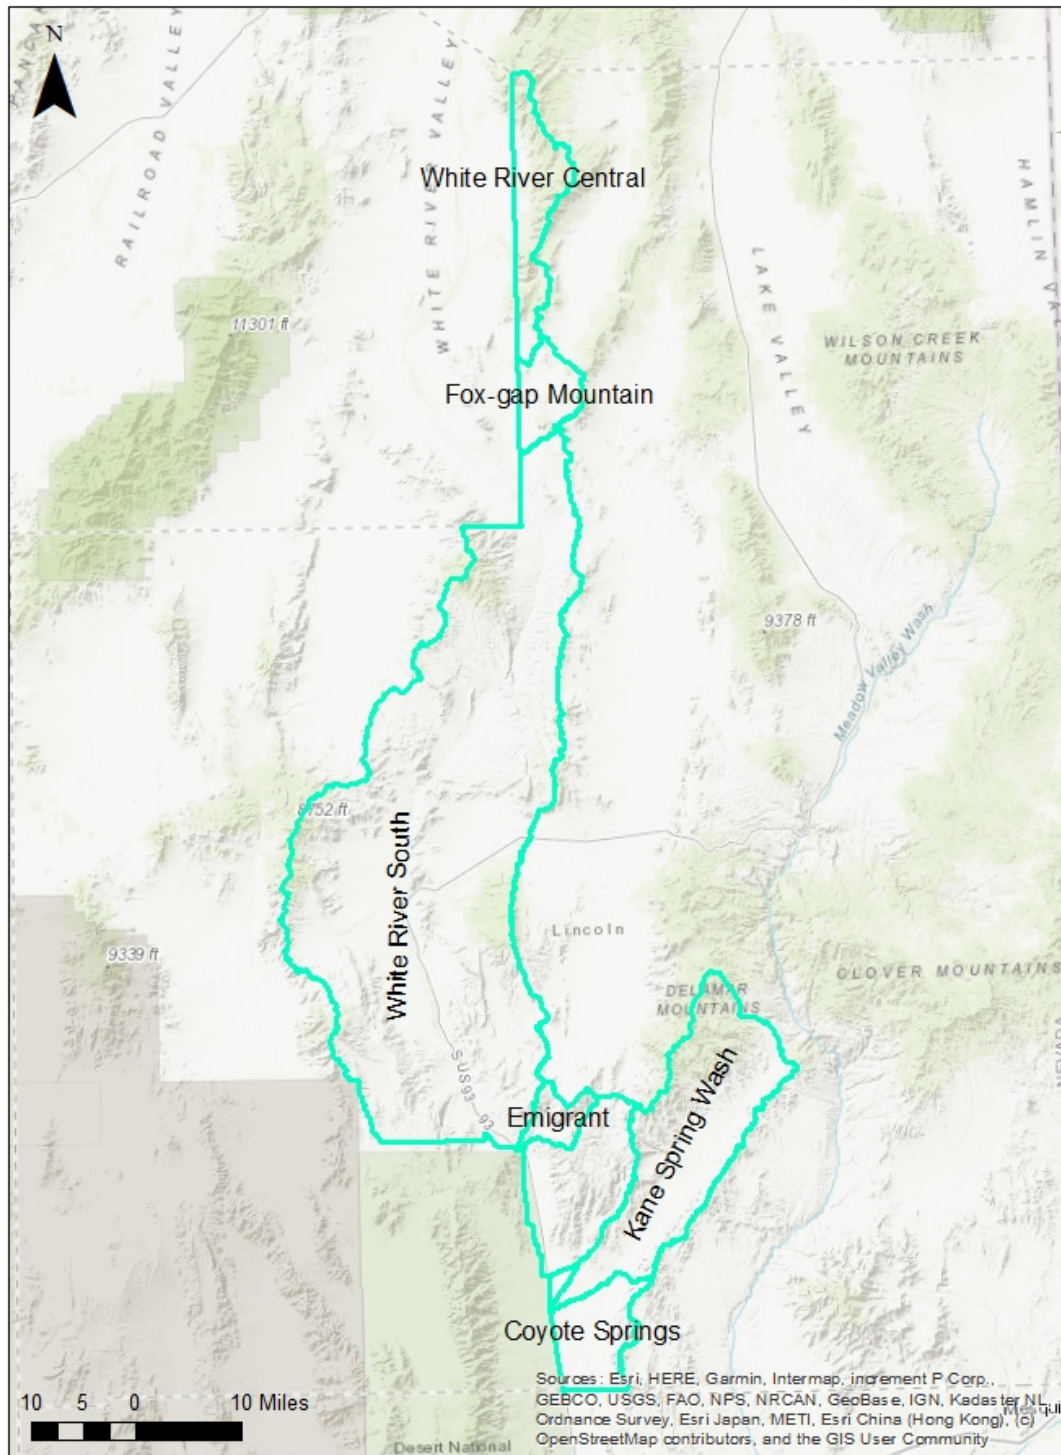 N
RAILROAD VALLEY
WHITE RIVER VALLEY
White River Central
LAKE VALLEY
11301 ft
WILSON CREEK
MOUNTAINS
Fox-gap Mountain
9378 ft
Meadow Valley Wash
8752 ft
White River South
Lincoln
9339 ft
CLOVER MOUNTAINS
DELAMAR
MOUNTAINS
SUS93
93
Emigrant
Kane Spring Wash
Coyote Springs
10 5 0 10 Miles
Sources: Esri, HERE, Garmin, Intermap, increment P Corp.,
GEBCO, USGS, FAO, NPS, NRCAN, GeoBase, IGN, Kadaster NL,
Ordnance Survey, Esri Japan, METI, Esri China (Hong Kong), (c)
OpenStreetMap contributors, and the GIS User Community
Desert National